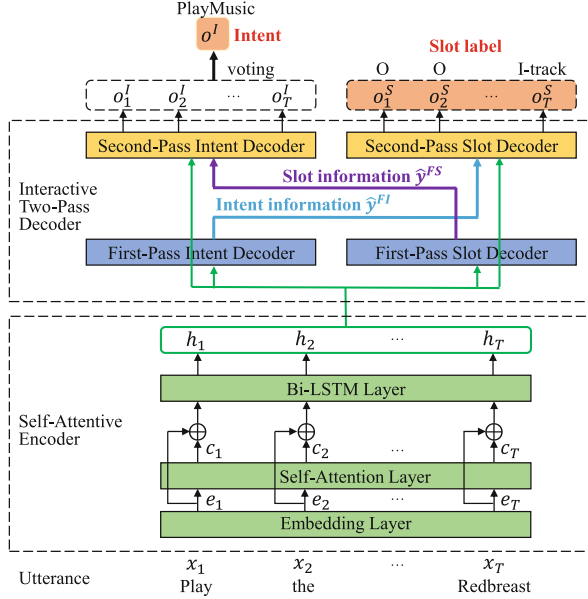 PlayMusic
o^I Intent
Slot label
voting
O O I-track
o_1^I o_2^I ··· o_T^I o_1^S o_2^S ··· o_T^S
Second-Pass Intent Decoder Second-Pass Slot Decoder
Slot information ŷ^{FS}
Interactive
Two-Pass
Decoder
Intent information ŷ^{FI}
First-Pass Intent Decoder First-Pass Slot Decoder
h_1 h_2 ··· h_T
Bi-LSTM Layer
Self-Attentive
Encoder
c_1 c_2 ··· c_T
Self-Attention Layer
e_1 e_2 ··· e_T
Embedding Layer
Utterance x_1 x_2 ··· x_T
Play the Redbreast